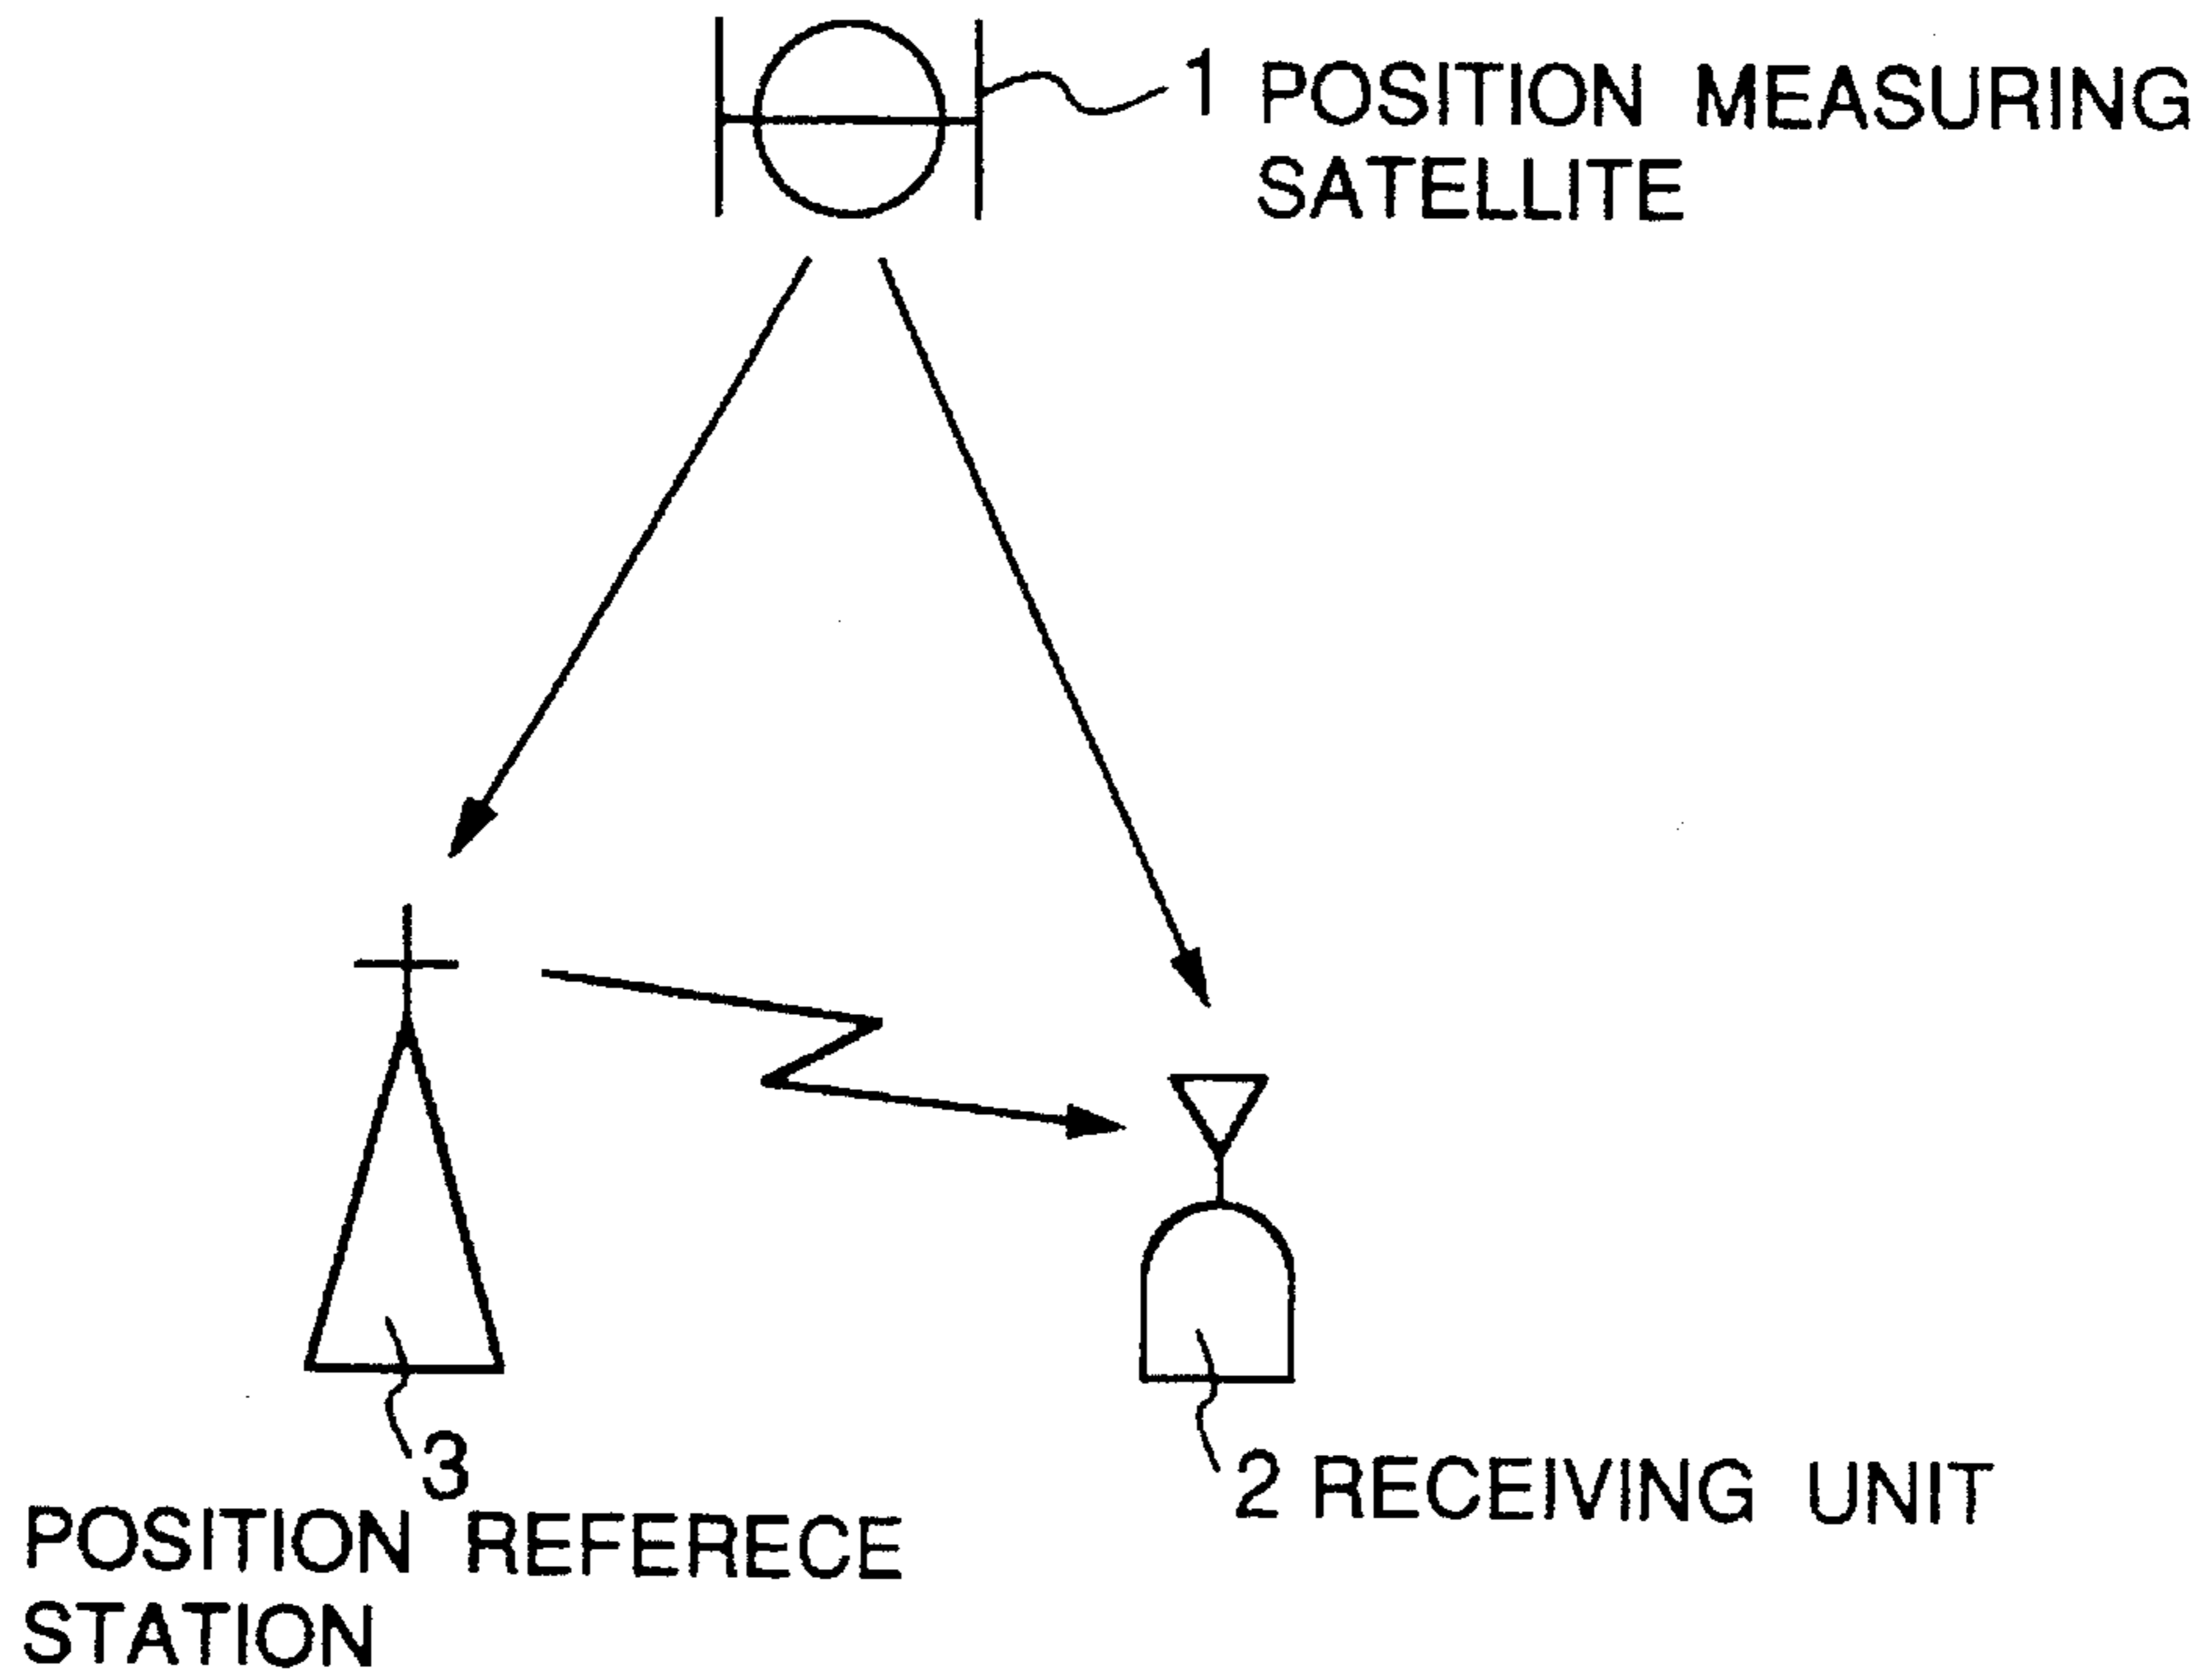 1 POSITION MEASURING
SATELLITE
3
POSITION REFERECE
STATION
2 RECEIVING UNIT